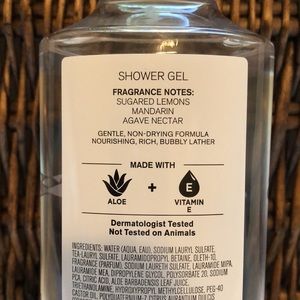 SHOWER GEL
FRAGRANCE NOTES:
SUGARED LEMONS
MANDARIN
AGAVE NECTAR
GENTLE, NON-DRYING FORMULA
NOURISHING, RICH, BUBBLY LATHER
MADE WITH
ALOE + VITAMIN E
Dermatologist Tested
Not Tested on Animals
INGREDIENTS: WATER (AQUA, EAU), SODIUM LAURYL SULFATE,
TEA-LAURYL SULFATE, LAURAMIDOPROPYL BETAINE, OLETH-10,
FRAGRANCE (PARFUM), SODIUM LAURETH SULFATE, LAURAMIDE MIPA,
LAURAMIDE MEA, DIPROPYLENE GLYCOL, POLYSORBATE 20, SODIUM
PCA, CITRIC ACID, ALOE BARBADENSIS LEAF JUICE,
TRIETHANOLAMINE, HYDROXYPROPYL METHYLCELLULOSE, PEG-40
CASTOR OIL, POLYQUATERNIUM-7, CITRUS AURANTIUM DULCIS